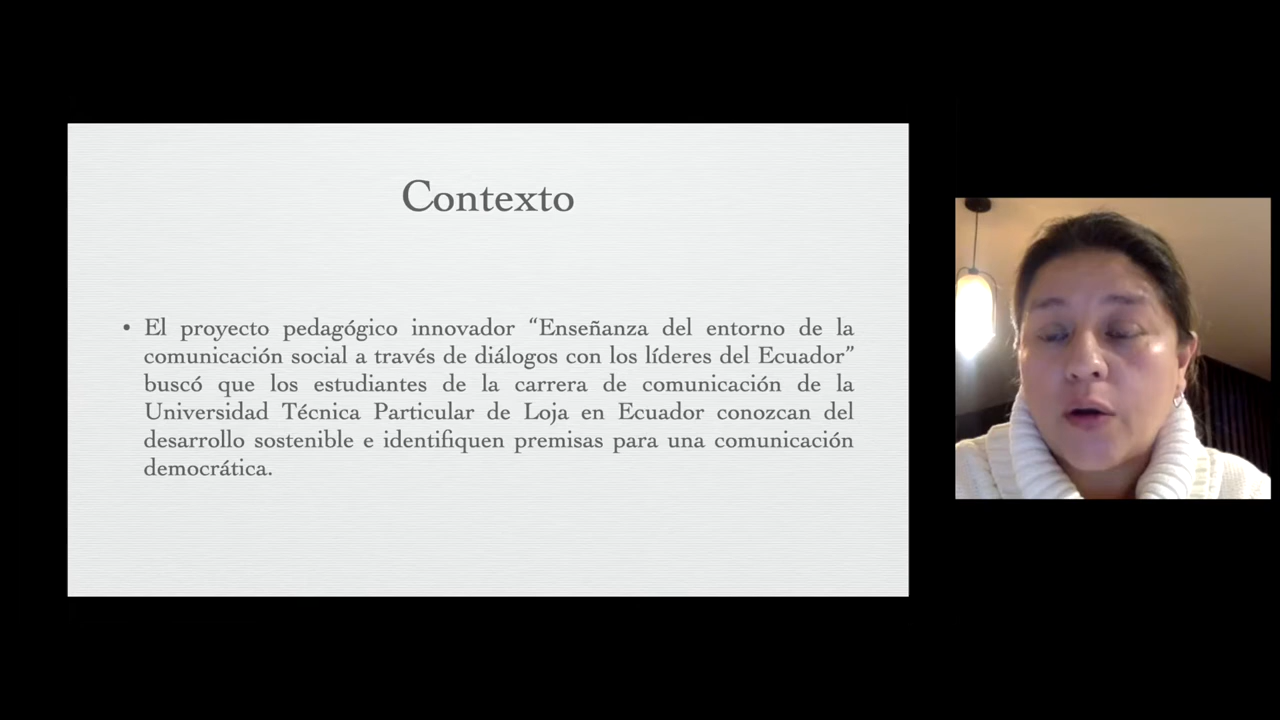 Contexto
• El proyecto pedagógico innovador “Enseñanza del entorno de la
comunicación social a través de diálogos con los líderes del Ecuador”
buscó que los estudiantes de la carrera de comunicación de la
Universidad Técnica Particular de Loja en Ecuador conozcan del
desarrollo sostenible e identifiquen premisas para una comunicación
democrática.